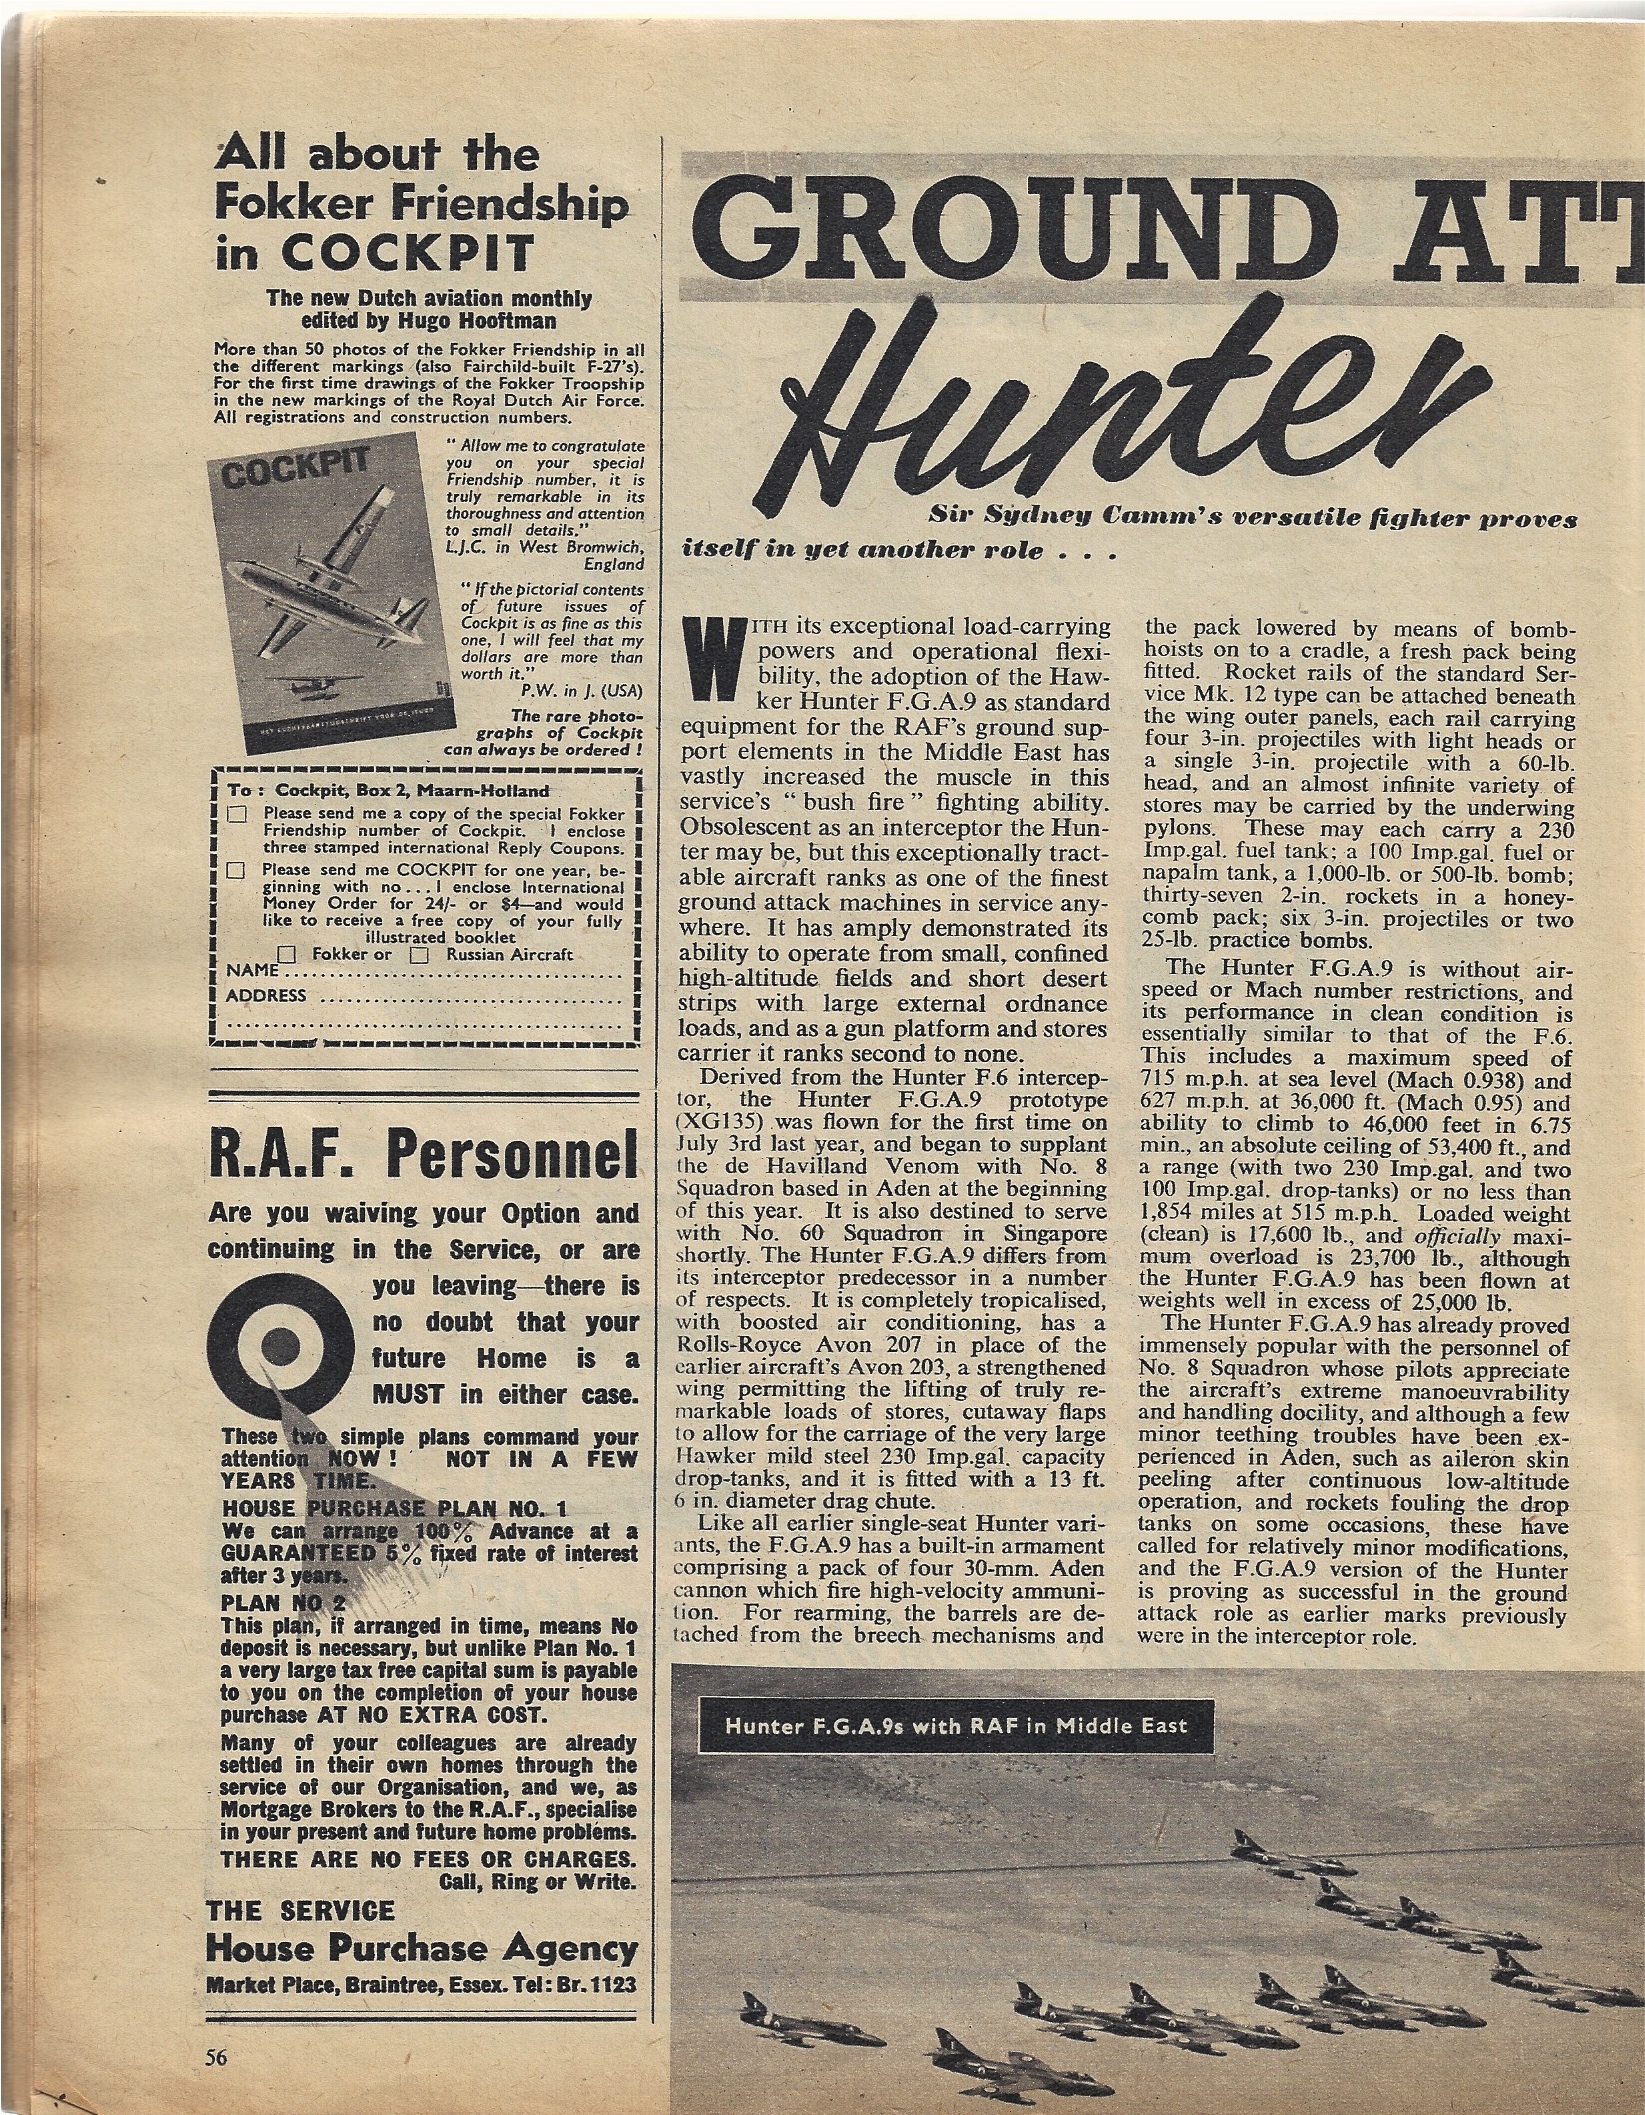 All about the
Fokker Friendship
in COCKPIT
The new Dutch aviation monthly
edited by Hugo Hooftman
More than 50 photos of the Fokker Friendship in all
the different markings (also Fairchild-built F-27's).
For the first time drawings of the Fokker Troopship
in the new markings of the Royal Dutch Air Force.
All registrations and construction numbers.
COCKPIT
" Allow me to congratulate
you on your special
Friendship number, it is
truly remarkable in its
thoroughness and attention
to small details."
L.J.C. in West Bromwich,
England
" If the pictorial contents
of future issues of
Cockpit is as fine as this
one, I will feel that my
dollars are more than
worth it."
P.W. in J. (USA)
The rare photo-
graphs of Cockpit
can always be ordered !
To : Cockpit, Box 2, Maarn-Holland
Please send me a copy of the special Fokker
Friendship number of Cockpit. I enclose
three stamped international Reply Coupons.
Please send me COCKPIT for one year, be-
ginning with no... I enclose International
Money Order for 24/- or $4—and would
like to receive a free copy of your fully
illustrated booklet
Fokker or Russian Aircraft
NAME
ADDRESS
R.A.F. Personnel
Are you waiving your Option and
continuing in the Service, or are
you leaving—there is
no doubt that your
future Home is a
MUST in either case.
These two simple plans command your
attention NOW ! NOT IN A FEW
YEARS TIME.
HOUSE PURCHASE PLAN NO. 1
We can arrange 100% Advance at a
GUARANTEED 5% fixed rate of interest
after 3 years.
PLAN NO 2
This plan, if arranged in time, means No
deposit is necessary, but unlike Plan No. 1
a very large tax free capital sum is payable
to you on the completion of your house
purchase AT NO EXTRA COST.
Many of your colleagues are already
settled in their own homes through the
service of our Organisation, and we, as
Mortgage Brokers to the R.A.F., specialise
in your present and future home problems.
THERE ARE NO FEES OR CHARGES.
Call, Ring or Write.
THE SERVICE
House Purchase Agency
Market Place, Braintree, Essex. Tel: Br. 1123
56
GROUND ATT
Hunter
Sir Sydney Camm's versatile fighter proves
itself in yet another role . . .
WITH its exceptional load-carrying
powers and operational flexi-
bility, the adoption of the Haw-
ker Hunter F.G.A.9 as standard
equipment for the RAF's ground sup-
port elements in the Middle East has
vastly increased the muscle in this
service's " bush fire " fighting ability.
Obsolescent as an interceptor the Hun-
ter may be, but this exceptionally tract-
able aircraft ranks as one of the finest
ground attack machines in service any-
where. It has amply demonstrated its
ability to operate from small, confined
high-altitude fields and short desert
strips with large external ordnance
loads, and as a gun platform and stores
carrier it ranks second to none.
Derived from the Hunter F.6 intercep-
tor, the Hunter F.G.A.9 prototype
(XG135) was flown for the first time on
July 3rd last year, and began to supplant
the de Havilland Venom with No. 8
Squadron based in Aden at the beginning
of this year. It is also destined to serve
with No. 60 Squadron in Singapore
shortly. The Hunter F.G.A.9 differs from
its interceptor predecessor in a number
of respects. It is completely tropicalised,
with boosted air conditioning, has a
Rolls-Royce Avon 207 in place of the
earlier aircraft's Avon 203, a strengthened
wing permitting the lifting of truly re-
markable loads of stores, cutaway flaps
to allow for the carriage of the very large
Hawker mild steel 230 Imp.gal. capacity
drop-tanks, and it is fitted with a 13 ft.
6 in. diameter drag chute.
Like all earlier single-seat Hunter vari-
ants, the F.G.A.9 has a built-in armament
comprising a pack of four 30-mm. Aden
cannon which fire high-velocity ammuni-
tion. For rearming, the barrels are de-
tached from the breech mechanisms and
the pack lowered by means of bomb-
hoists on to a cradle, a fresh pack being
fitted. Rocket rails of the standard Ser-
vice Mk. 12 type can be attached beneath
the wing outer panels, each rail carrying
four 3-in. projectiles with light heads or
a single 3-in. projectile with a 60-lb.
head, and an almost infinite variety of
stores may be carried by the underwing
pylons. These may each carry a 230
Imp.gal. fuel tank; a 100 Imp.gal. fuel or
napalm tank, a 1,000-lb. or 500-lb. bomb;
thirty-seven 2-in. rockets in a honey-
comb pack; six 3-in. projectiles or two
25-lb. practice bombs.
The Hunter F.G.A.9 is without air-
speed or Mach number restrictions, and
its performance in clean condition is
essentially similar to that of the F.6.
This includes a maximum speed of
715 m.p.h. at sea level (Mach 0.938) and
627 m.p.h. at 36,000 ft. (Mach 0.95) and
ability to climb to 46,000 feet in 6.75
min., an absolute ceiling of 53,400 ft., and
a range (with two 230 Imp.gal. and two
100 Imp.gal. drop-tanks) or no less than
1,854 miles at 515 m.p.h. Loaded weight
(clean) is 17,600 lb., and officially maxi-
mum overload is 23,700 lb., although
the Hunter F.G.A.9 has been flown at
weights well in excess of 25,000 lb.
The Hunter F.G.A.9 has already proved
immensely popular with the personnel of
No. 8 Squadron whose pilots appreciate
the aircraft's extreme manoeuvrability
and handling docility, and although a few
minor teething troubles have been ex-
perienced in Aden, such as aileron skin
peeling after continuous low-altitude
operation, and rockets fouling the drop
tanks on some occasions, these have
called for relatively minor modifications,
and the F.G.A.9 version of the Hunter
is proving as successful in the ground
attack role as earlier marks previously
were in the interceptor role.
Hunter F.G.A.9s with RAF in Middle East